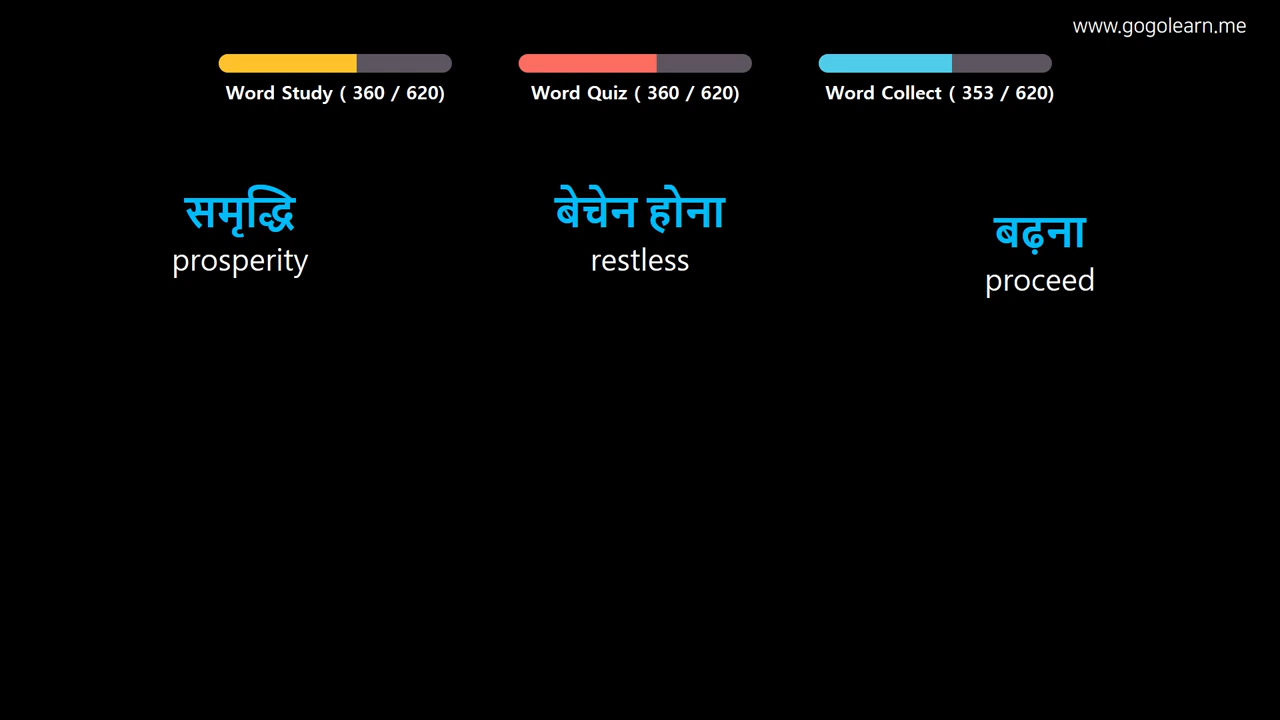 www.gogolearn.me
Word Study ( 360 / 620)
Word Quiz ( 360 / 620)
Word Collect ( 353 / 620)
समृद्धि
prosperity
बेचेन होना
restless
बढ़ना
proceed